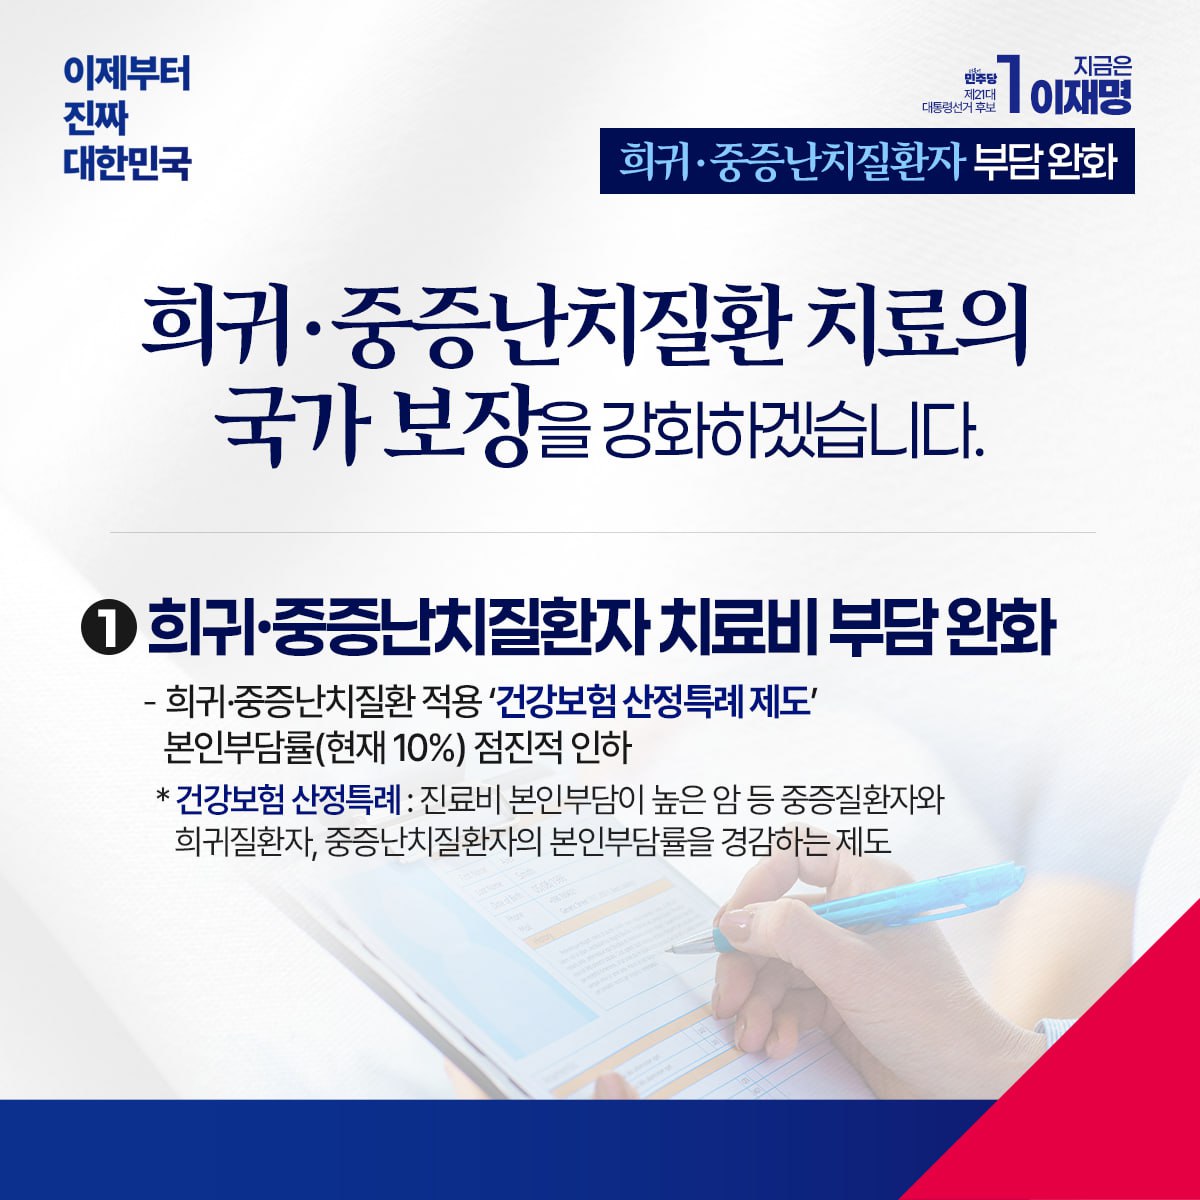 이제부터
진짜
대한민국
민주당
제21대
대통령선거 후보
1
지금은
이재명
희귀·중증난치질환자 부담 완화
희귀·중증난치질환 치료의
국가 보장을 강화하겠습니다.
1 희귀·중증난치질환자 치료비 부담 완화
- 희귀·중증난치질환 적용 ‘건강보험 산정특례 제도’
본인부담률(현재 10%) 점진적 인하
* 건강보험 산정특례 : 진료비 본인부담이 높은 암 등 중증질환자와
희귀질환자, 중증난치질환자의 본인부담률을 경감하는 제도